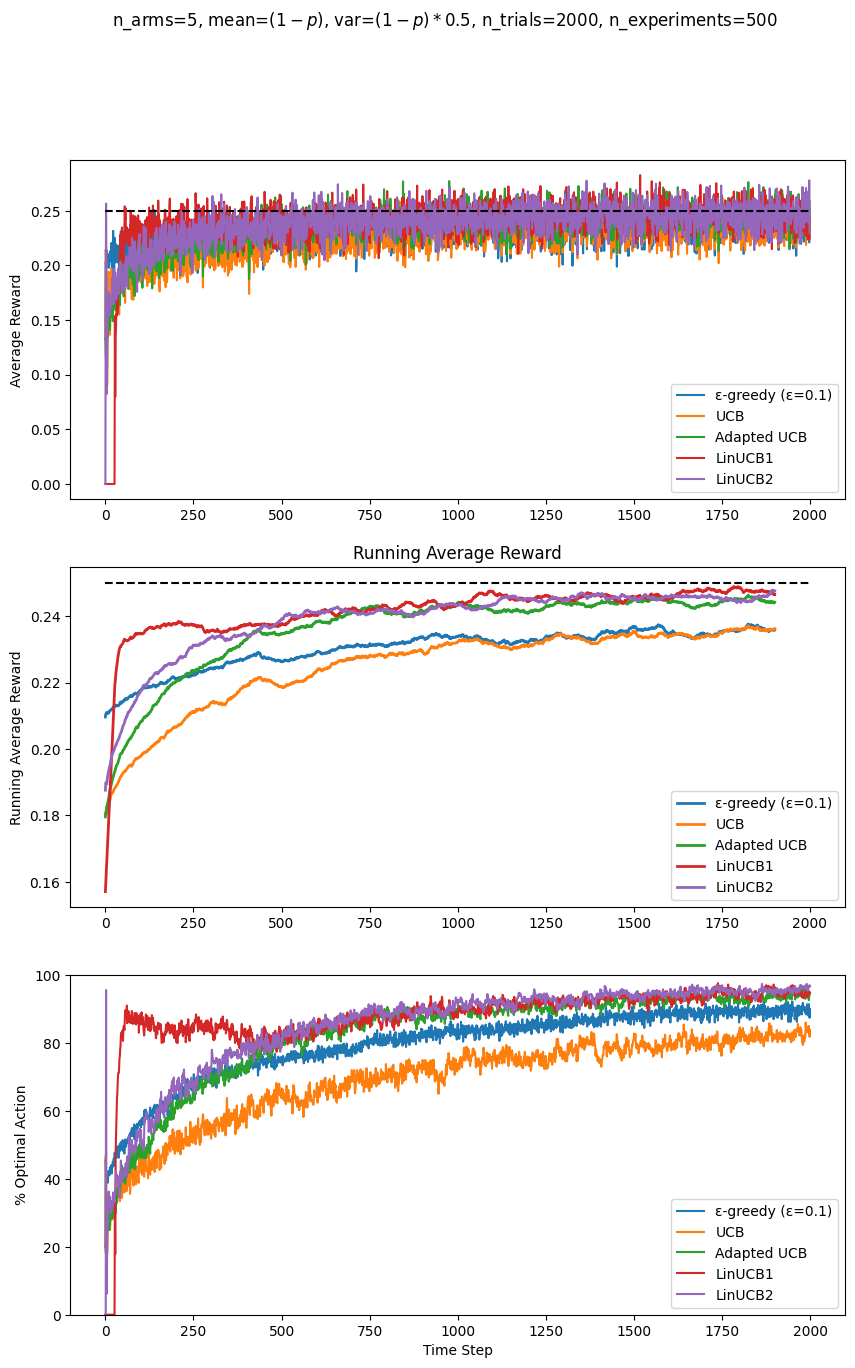 n_arms=5, mean=(1 − p), var=(1 − p) * 0.5, n_trials=2000, n_experiments=500
Average Reward
0.25
0.20
0.15
0.10
0.05
0.00
ε-greedy (ε=0.1)
UCB
Adapted UCB
LinUCB1
LinUCB2
0 250 500 750 1000 1250 1500 1750 2000
Running Average Reward
Running Average Reward
0.24
0.22
0.20
0.18
0.16
ε-greedy (ε=0.1)
UCB
Adapted UCB
LinUCB1
LinUCB2
0 250 500 750 1000 1250 1500 1750 2000
% Optimal Action
100
80
60
40
20
0
ε-greedy (ε=0.1)
UCB
Adapted UCB
LinUCB1
LinUCB2
0 250 500 750 1000 1250 1500 1750 2000
Time Step